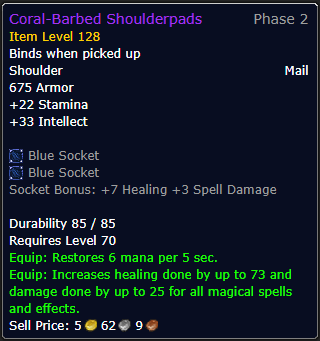 Coral-Barbed Shoulderpads Phase 2
Item Level 128
Binds when picked up
Shoulder Mail
675 Armor
+22 Stamina
+33 Intellect
Blue Socket
Blue Socket
Socket Bonus: +7 Healing +3 Spell Damage
Durability 85 / 85
Requires Level 70
Equip: Restores 6 mana per 5 sec.
Equip: Increases healing done by up to 73 and
damage done by up to 25 for all magical spells
and effects.
Sell Price: 5 62 9